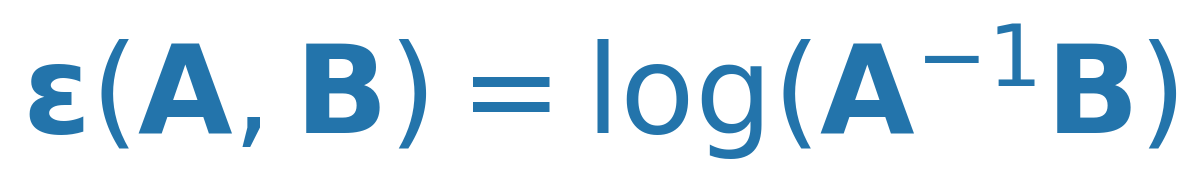 ε(A, B) = log(A⁻¹B)